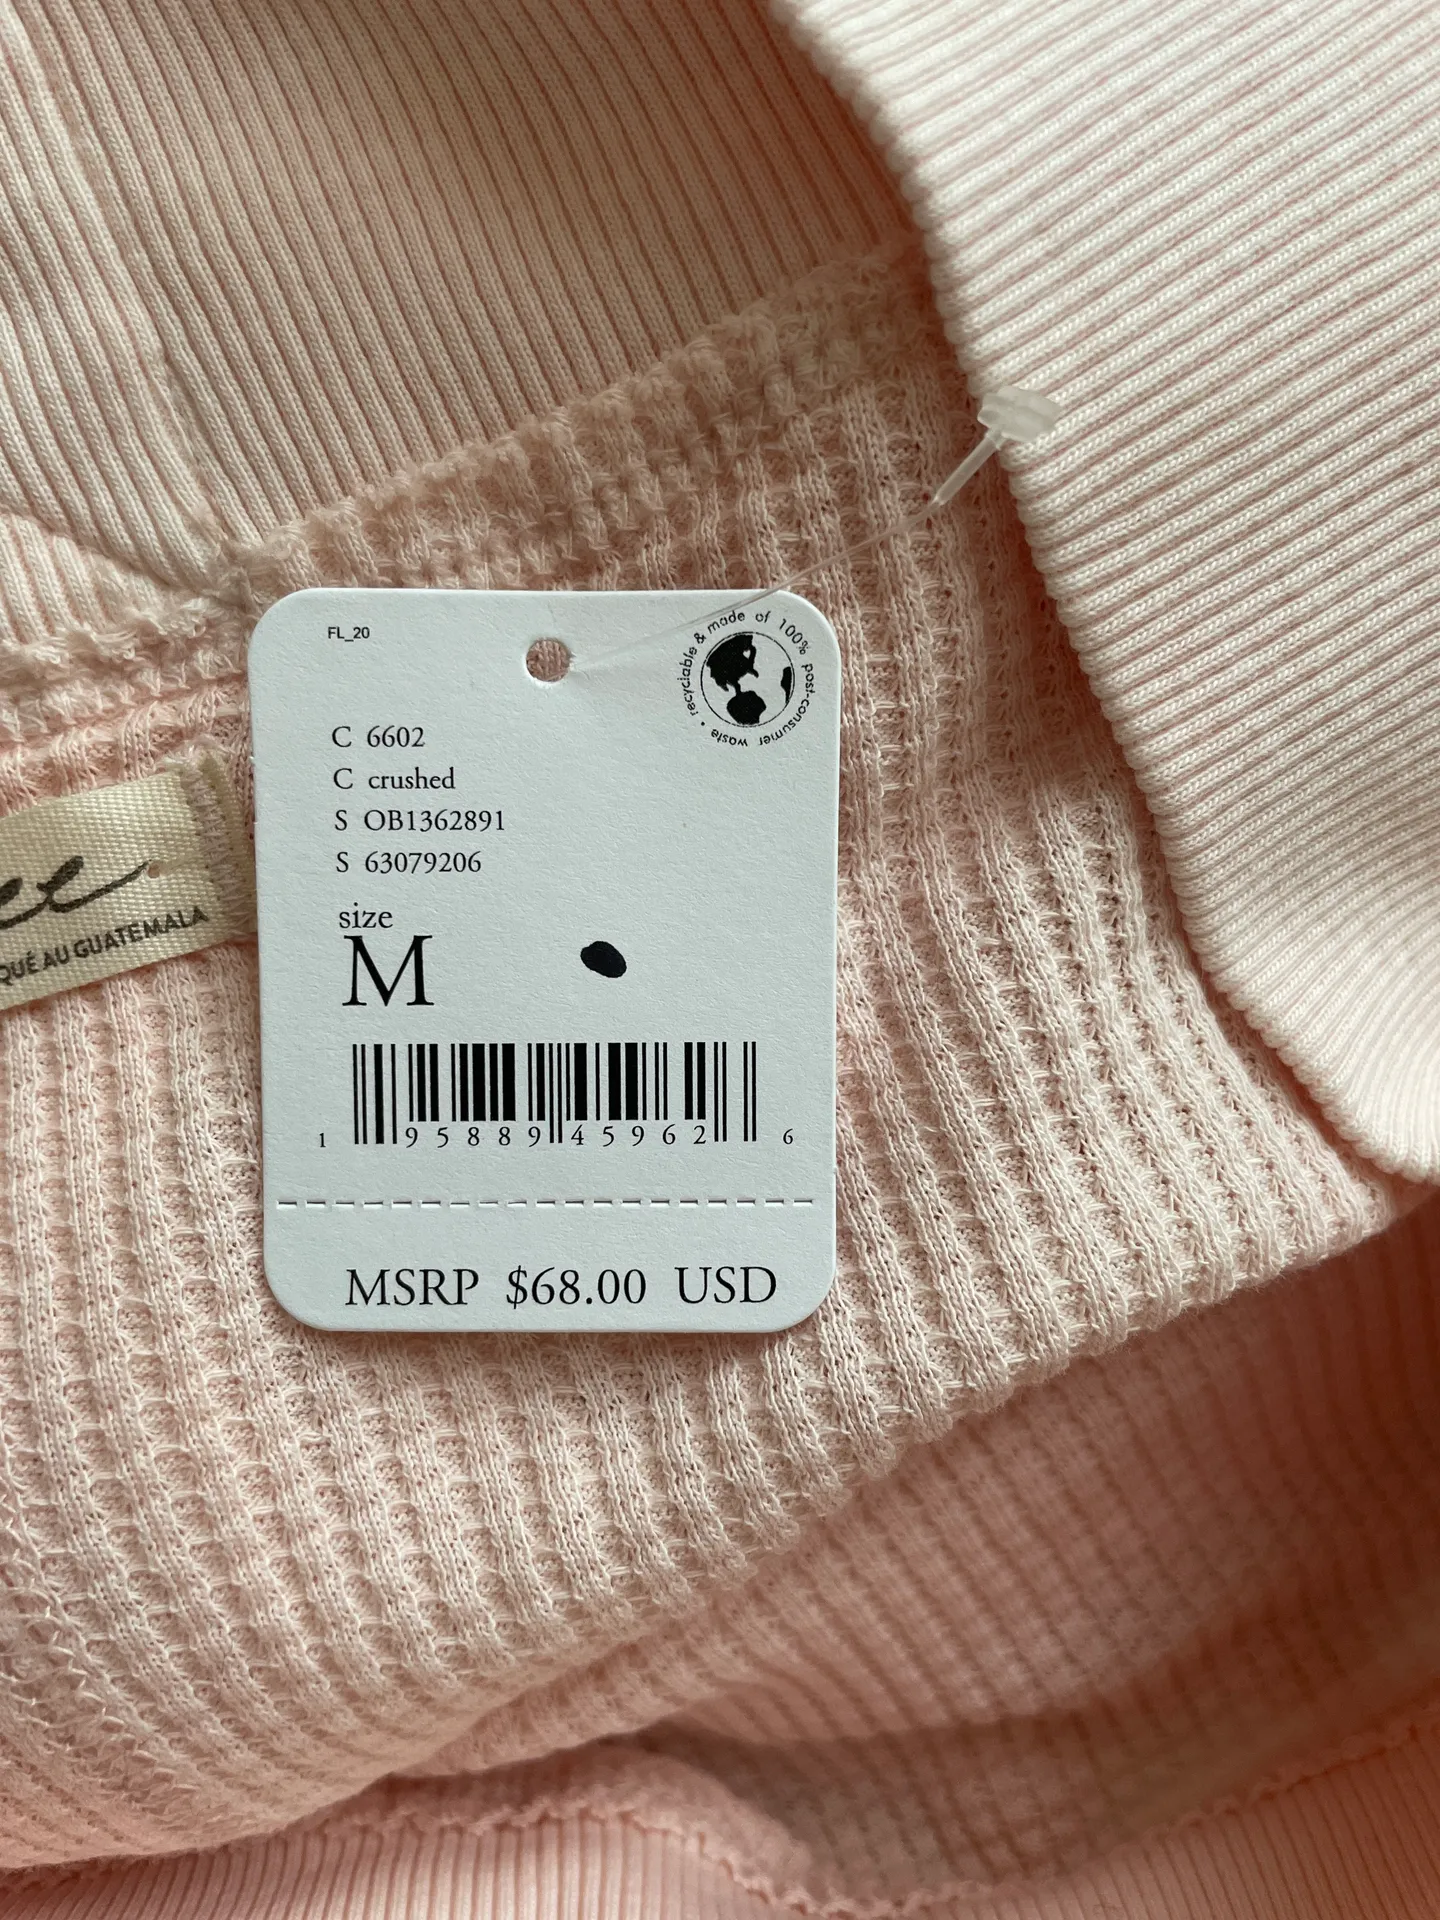 FL_20
• recyclable & made of 100% post-consumer waste
C 6602
C crushed
S OB1362891
S 63079206
size
M
1 95889 45962 6
MSRP $68.00 USD
ee
QUÉ AU GUATEMALA